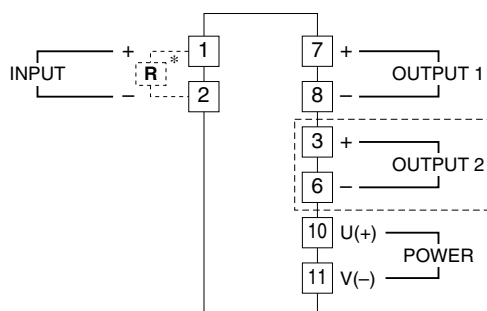 + 1 7 +
INPUT R * OUTPUT 1
– 2 8 –
3 +
OUTPUT 2
6 –
10 U(+)
POWER
11 V(–)